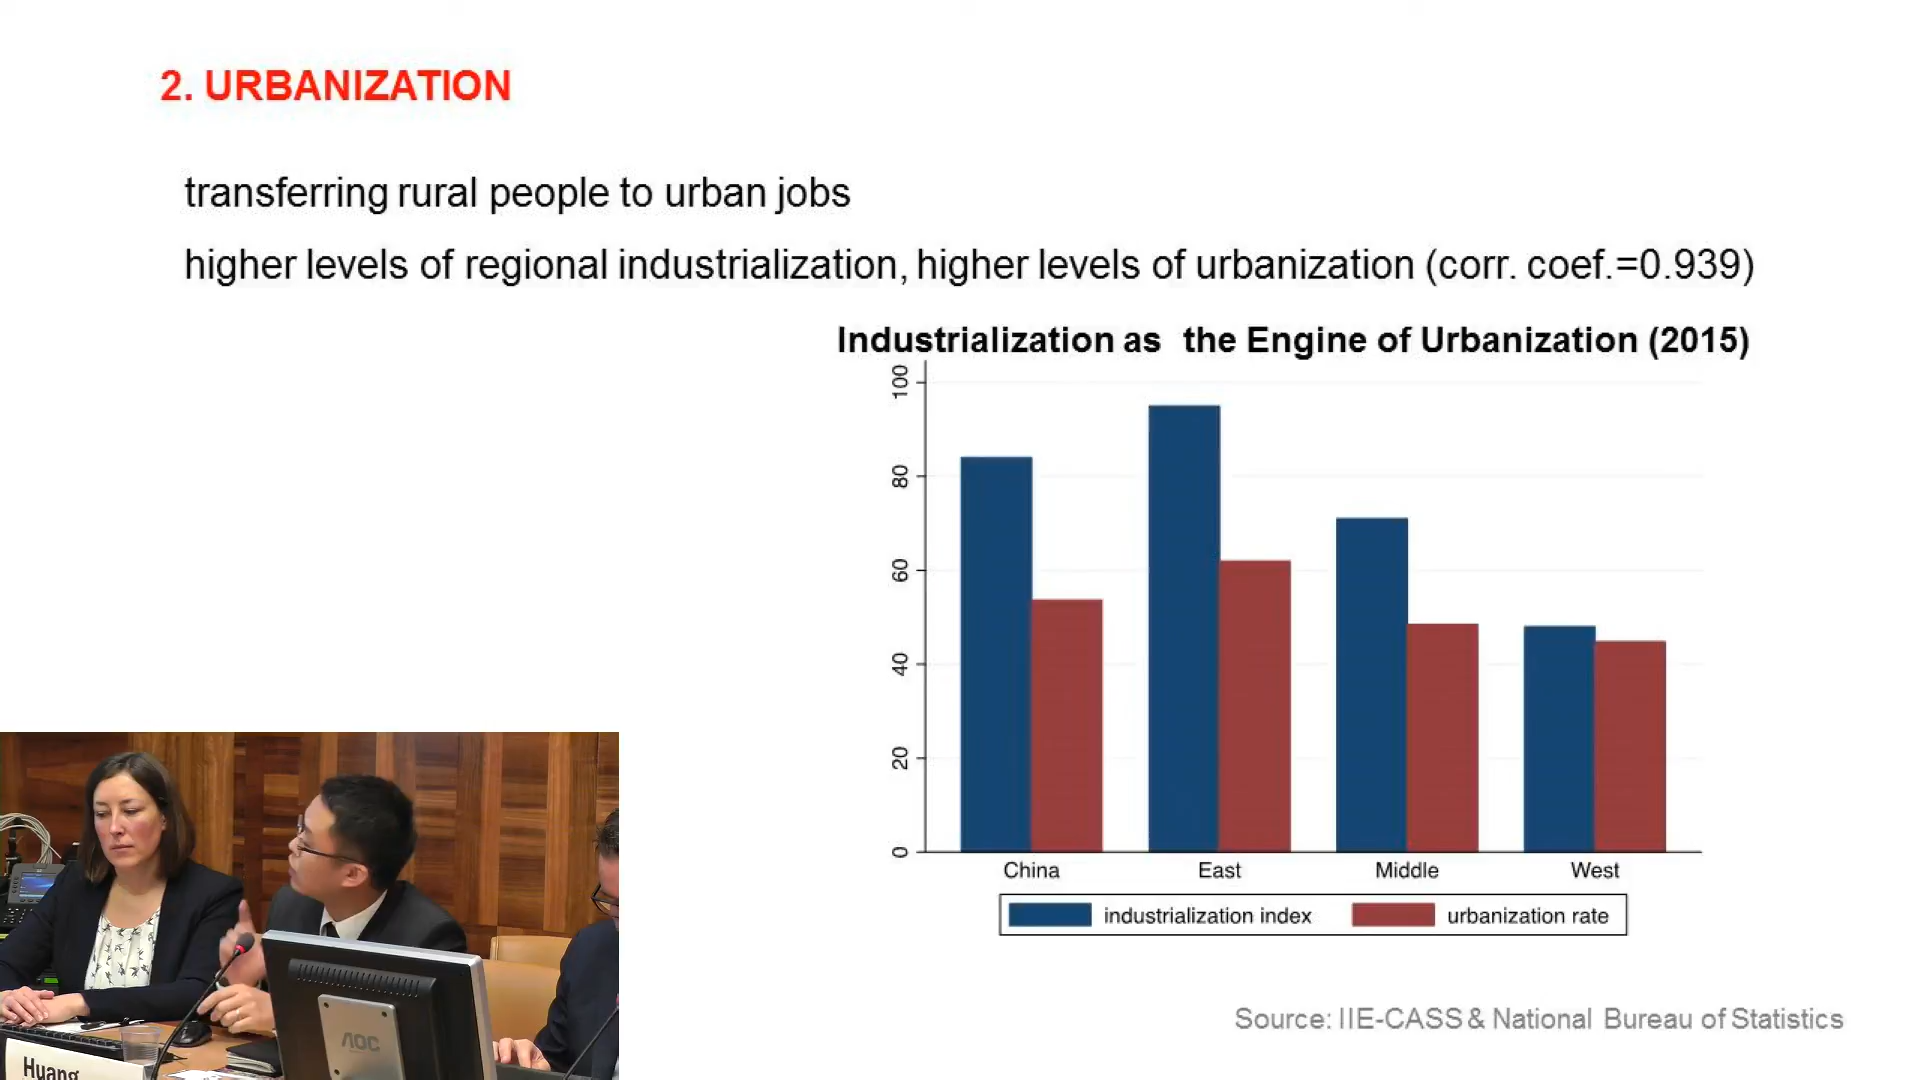 2. URBANIZATION
transferring rural people to urban jobs
higher levels of regional industrialization, higher levels of urbanization (corr. coef.=0.939)
Industrialization as the Engine of Urbanization (2015)
100
80
60
40
20
0
China East Middle West
industrialization index urbanization rate
Source: IIE-CASS & National Bureau of Statistics
AOC
Huang